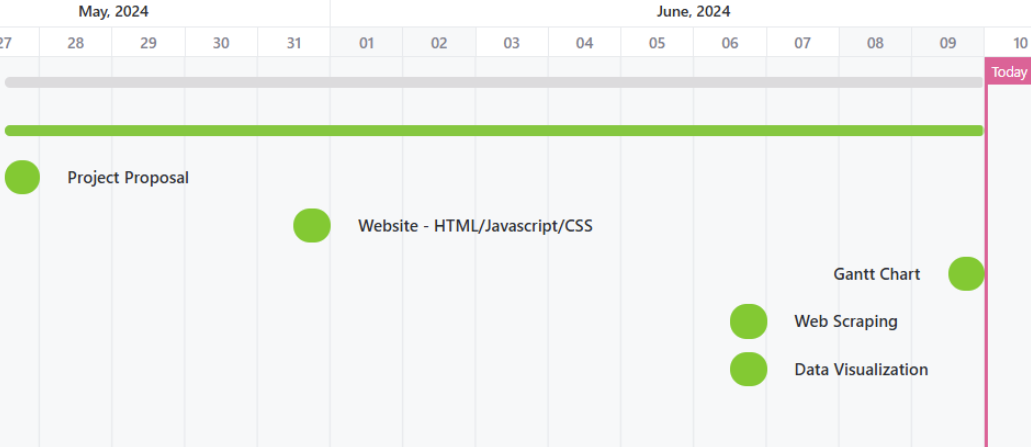 May, 2024 June, 2024
27 28 29 30 31 01 02 03 04 05 06 07 08 09 10
Today
Project Proposal
Website - HTML/Javascript/CSS
Gantt Chart
Web Scraping
Data Visualization